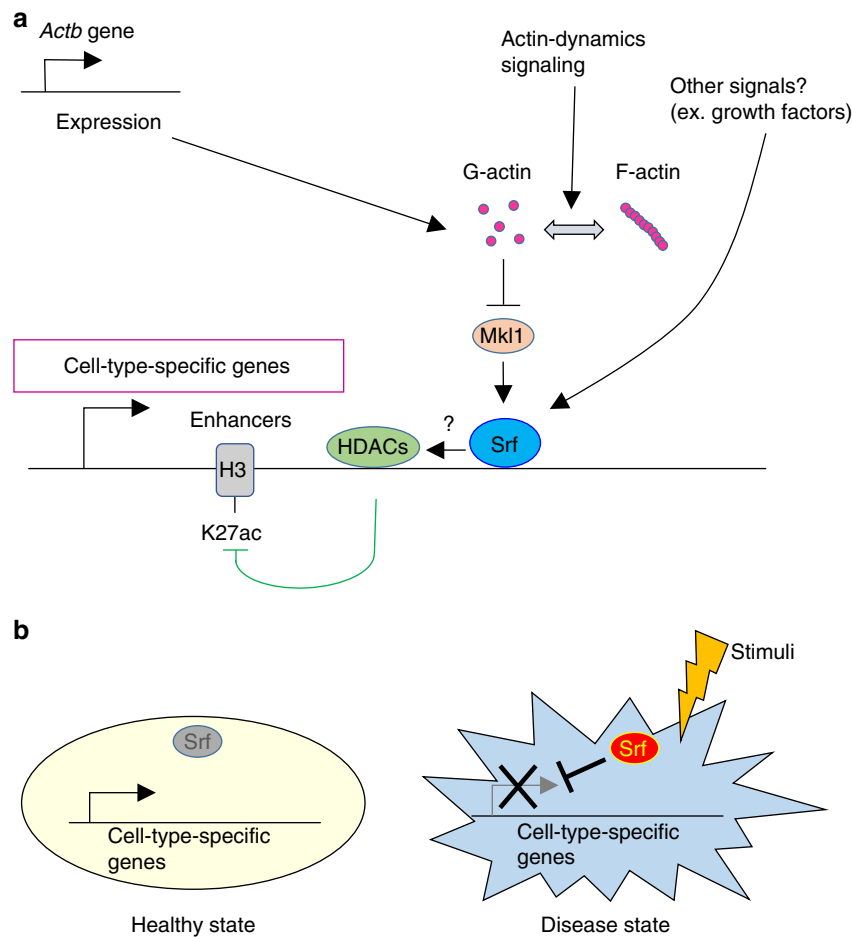 a
Actb gene
Expression
Actin-dynamics
signaling
Other signals?
(ex. growth factors)
G-actin
F-actin
Mkl1
Cell-type-specific genes
Enhancers
?
HDACs
Srf
H3
K27ac
b
Srf
Cell-type-specific
genes
Healthy state
Stimuli
Srf
Cell-type-specific
genes
Disease state